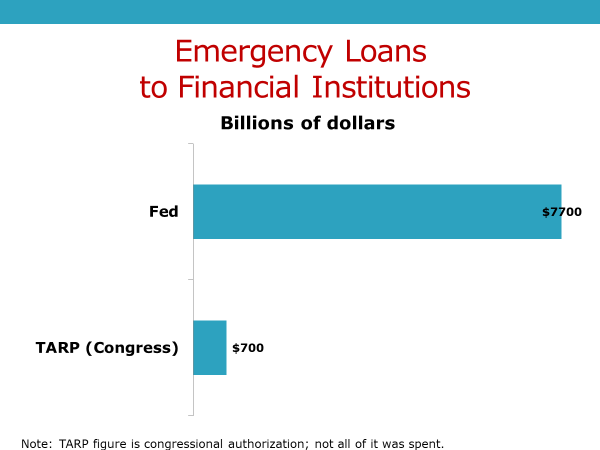 Emergency Loans
to Financial Institutions
Billions of dollars
Fed
$7700
TARP (Congress)
$700
Note: TARP figure is congressional authorization; not all of it was spent.